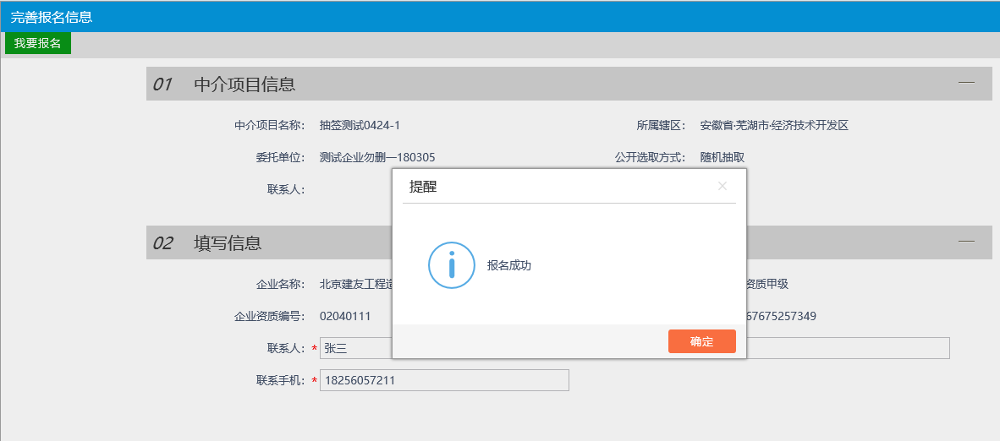 完善报名信息
我要报名
01 中介项目信息
中介项目名称： 抽签测试0424-1 所属辖区： 安徽省·芜湖市·经济技术开发区
委托单位： 测试企业勿删—180305 公开选取方式： 随机抽取
联系人：
提醒
02 填写信息
报名成功
企业名称： 北京建友工程造 资质甲级
企业资质编号： 02040111 67675257349
确定
联系人： * 张三
联系手机： * 18256057211